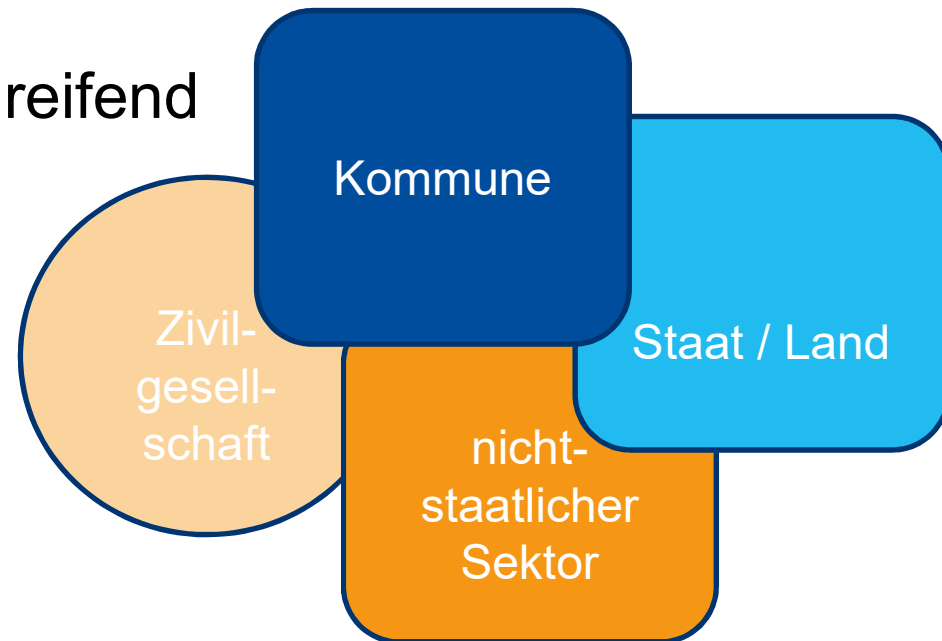 reifend
Kommune
Staat / Land
Zivil-
gesell-
schaft
nicht-
staatlicher
Sektor